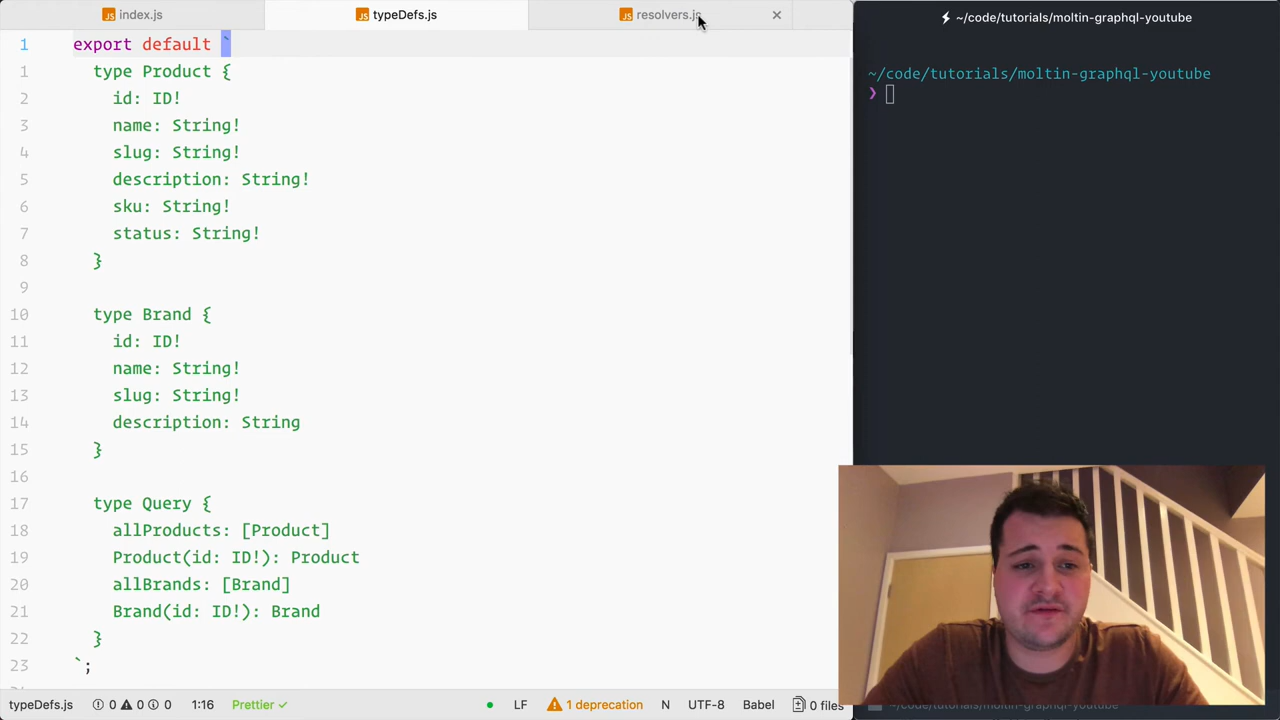 index.js
typeDefs.js
resolvers.js
~/code/tutorials/moltin-graphql-youtube
1 export default `
1 type Product {
2 id: ID!
3 name: String!
4 slug: String!
5 description: String!
6 sku: String!
7 status: String!
8 }
9
10 type Brand {
11 id: ID!
12 name: String!
13 slug: String!
14 description: String
15 }
16
17 type Query {
18 allProducts: [Product]
19 Product(id: ID!): Product
20 allBrands: [Brand]
21 Brand(id: ID!): Brand
22 }
23 `;
~/code/tutorials/moltin-graphql-youtube
❯
typeDefs.js 0 0 0 1:16 Prettier ✓ LF 1 deprecation N UTF-8 Babel 0 files
~/code/tutorials/moltin-graphql-youtube